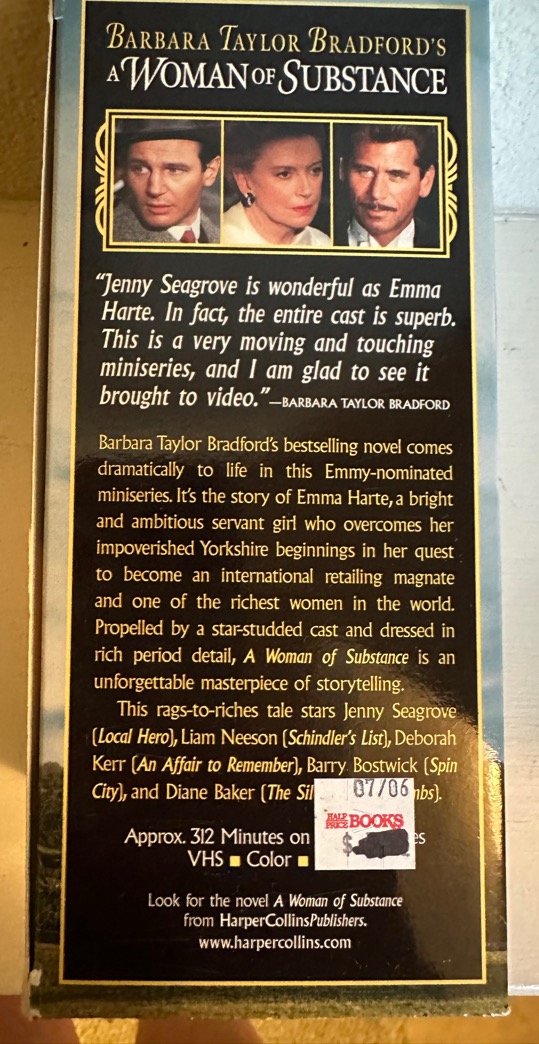 BARBARA TAYLOR BRADFORD'S
A WOMAN OF SUBSTANCE
“Jenny Seagrove is wonderful as Emma
Harte. In fact, the entire cast is superb.
This is a very moving and touching
miniseries, and I am glad to see it
brought to video.”—BARBARA TAYLOR BRADFORD
Barbara Taylor Bradford's bestselling novel comes
dramatically to life in this Emmy-nominated
miniseries. It's the story of Emma Harte, a bright
and ambitious servant girl who overcomes her
impoverished Yorkshire beginnings in her quest
to become an international retailing magnate
and one of the richest women in the world.
Propelled by a star-studded cast and dressed in
rich period detail, A Woman of Substance is an
unforgettable masterpiece of storytelling.
This rags-to-riches tale stars Jenny Seagrove
(Local Hero), Liam Neeson (Schindler's List), Deborah
Kerr (An Affair to Remember), Barry Bostwick (Spin
City), and Diane Baker (The Sil mbs).
07/06
HALF PRICE BOOKS
$
Approx. 312 Minutes on es
VHS ■ Color ■
Look for the novel A Woman of Substance
from HarperCollinsPublishers.
www.harpercollins.com